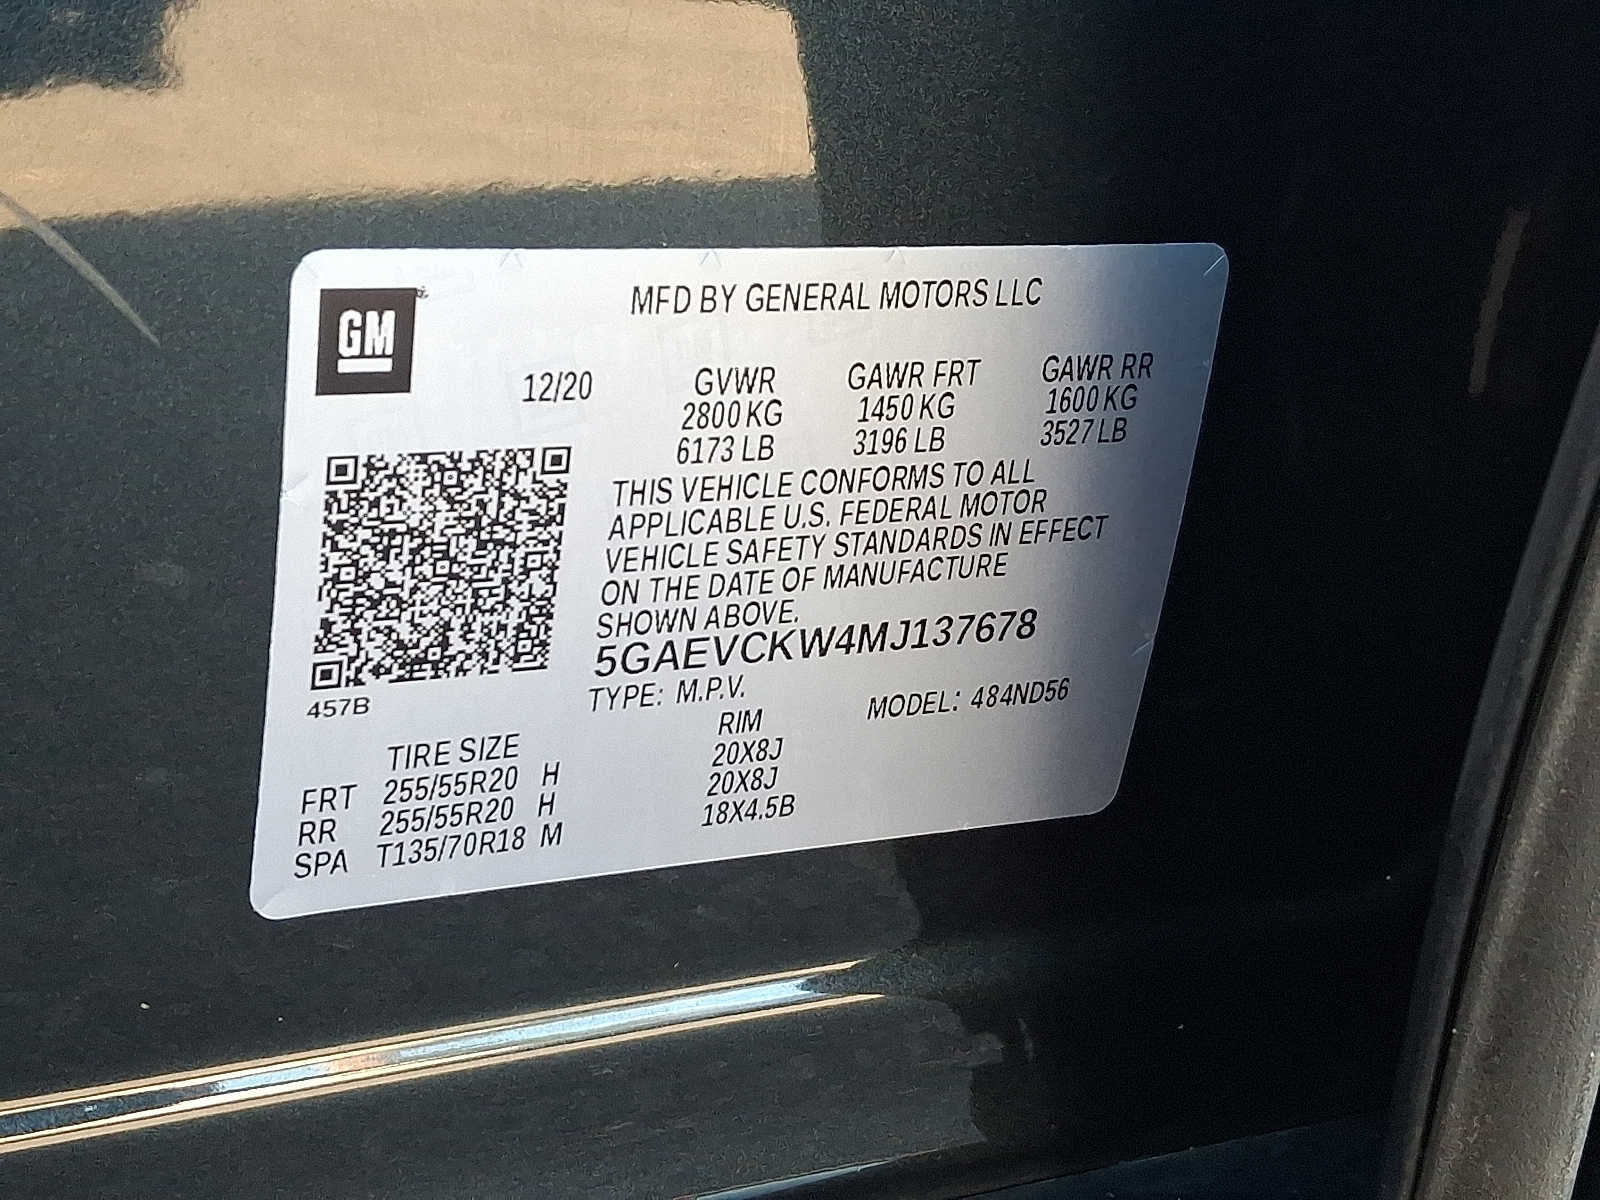 GM
MFD BY GENERAL MOTORS LLC
12/20 GVWR GAWR FRT GAWR RR
2800 KG 1450 KG 1600 KG
6173 LB 3196 LB 3527 LB
THIS VEHICLE CONFORMS TO ALL
APPLICABLE U.S. FEDERAL MOTOR
VEHICLE SAFETY STANDARDS IN EFFECT
ON THE DATE OF MANUFACTURE
SHOWN ABOVE.
5GAEVCKW4MJ137678
457B
TYPE: M.P.V. MODEL: 484ND56
TIRE SIZE RIM
FRT 255/55R20 H 20X8J
RR 255/55R20 H 20X8J
SPA T135/70R18 M 18X4.5B